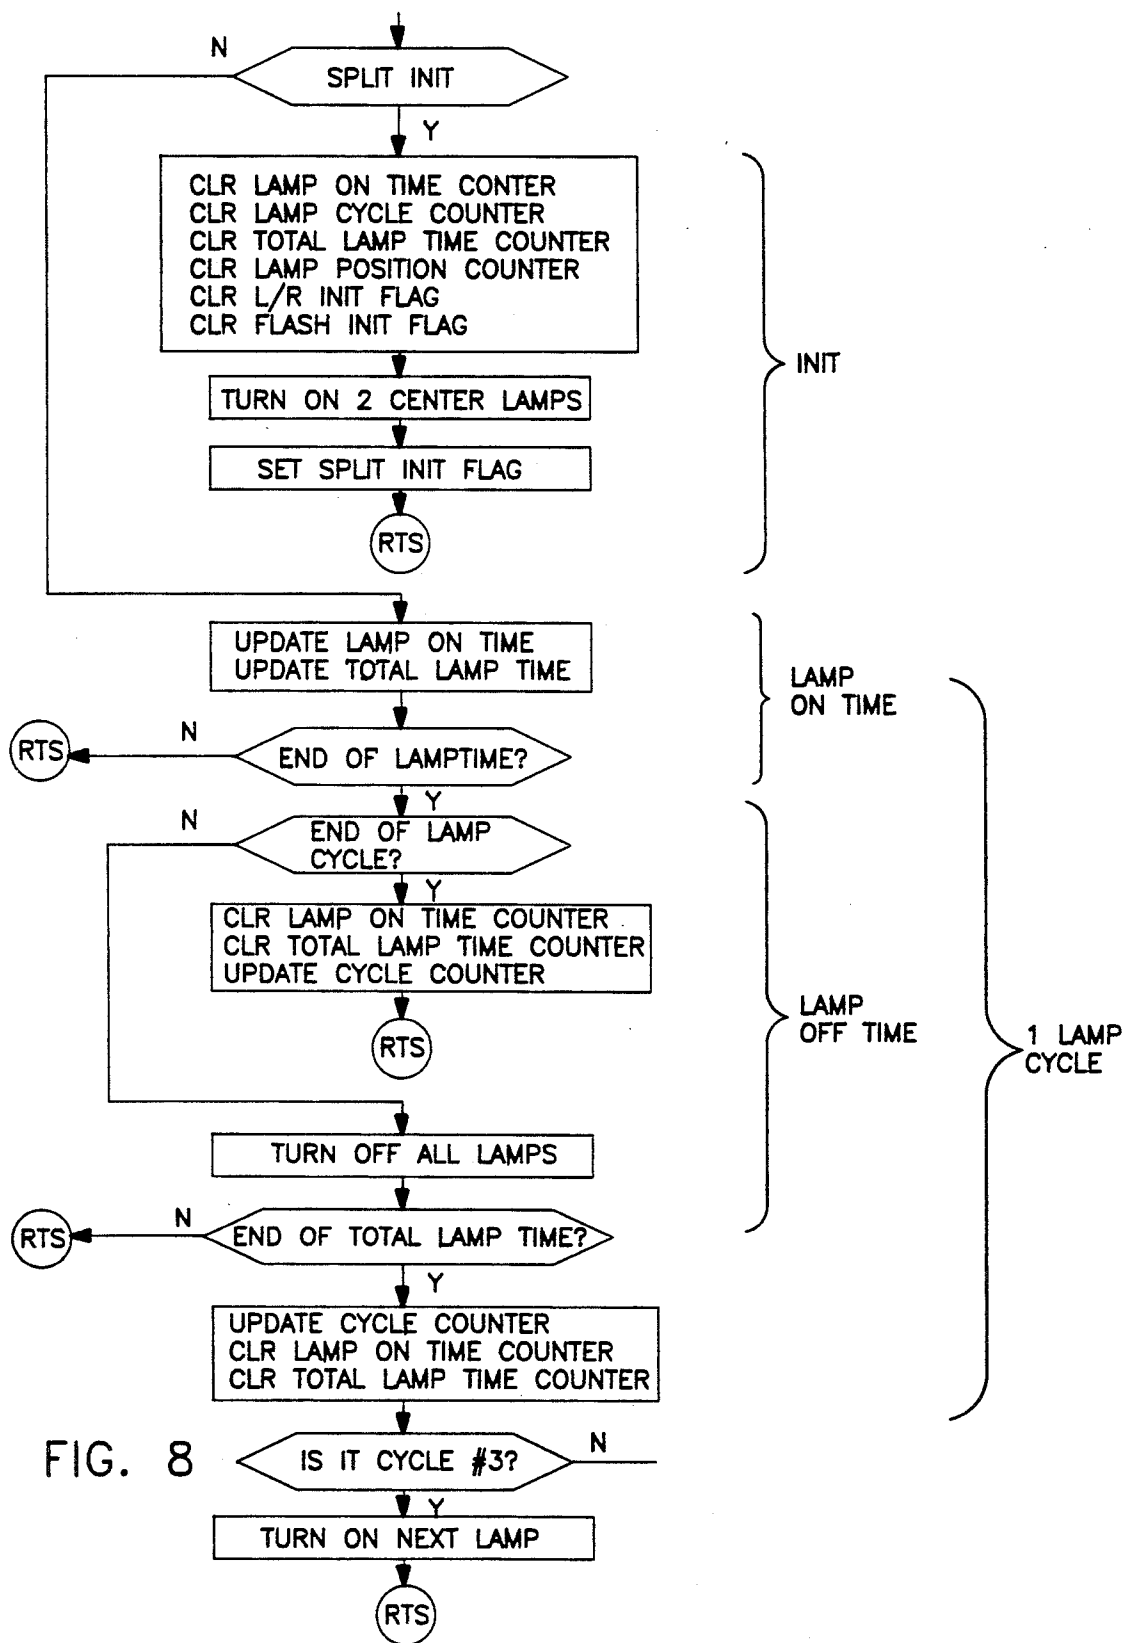 N
SPLIT INIT
Y
CLR LAMP ON TIME CONTER
CLR LAMP CYCLE COUNTER
CLR TOTAL LAMP TIME COUNTER
CLR LAMP POSITION COUNTER
CLR L/R INIT FLAG
CLR FLASH INIT FLAG
INIT
TURN ON 2 CENTER LAMPS
SET SPLIT INIT FLAG
RTS
UPDATE LAMP ON TIME
UPDATE TOTAL LAMP TIME
LAMP
ON TIME
N
RTS
END OF LAMPTIME?
Y
N
END OF LAMP
CYCLE?
Y
CLR LAMP ON TIME COUNTER
CLR TOTAL LAMP TIME COUNTER
UPDATE CYCLE COUNTER
LAMP
OFF TIME
RTS
1 LAMP
CYCLE
TURN OFF ALL LAMPS
N
RTS
END OF TOTAL LAMP TIME?
Y
UPDATE CYCLE COUNTER
CLR LAMP ON TIME COUNTER
CLR TOTAL LAMP TIME COUNTER
FIG. 8
IS IT CYCLE #3?
N
Y
TURN ON NEXT LAMP
RTS